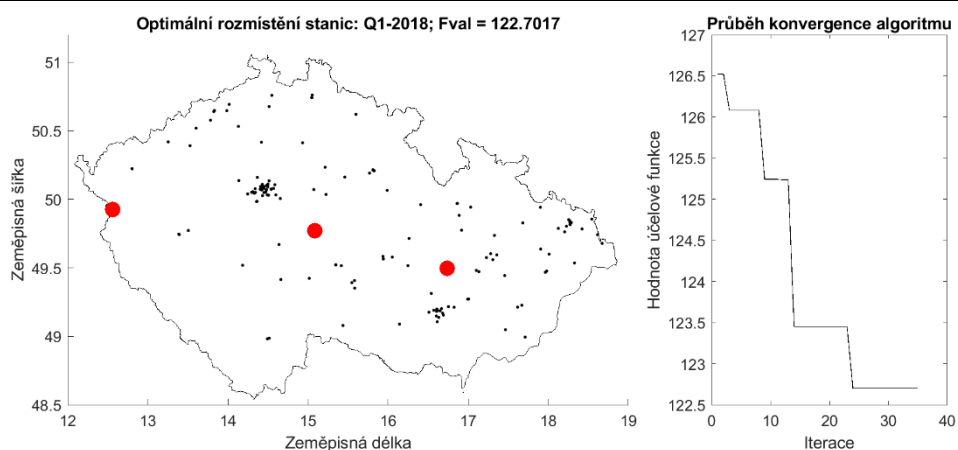 Optimální rozmístění stanic: Q1-2018; Fval = 122.7017
51
50.5
50
49.5
49
48.5
12 13 14 15 16 17 18 19
Zeměpisná šířka
Zeměpisná délka
Průběh konvergence algoritmu
127
126.5
126
125.5
125
124.5
124
123.5
123
122.5
0 10 20 30 40
Hodnota účelové funkce
Iterace